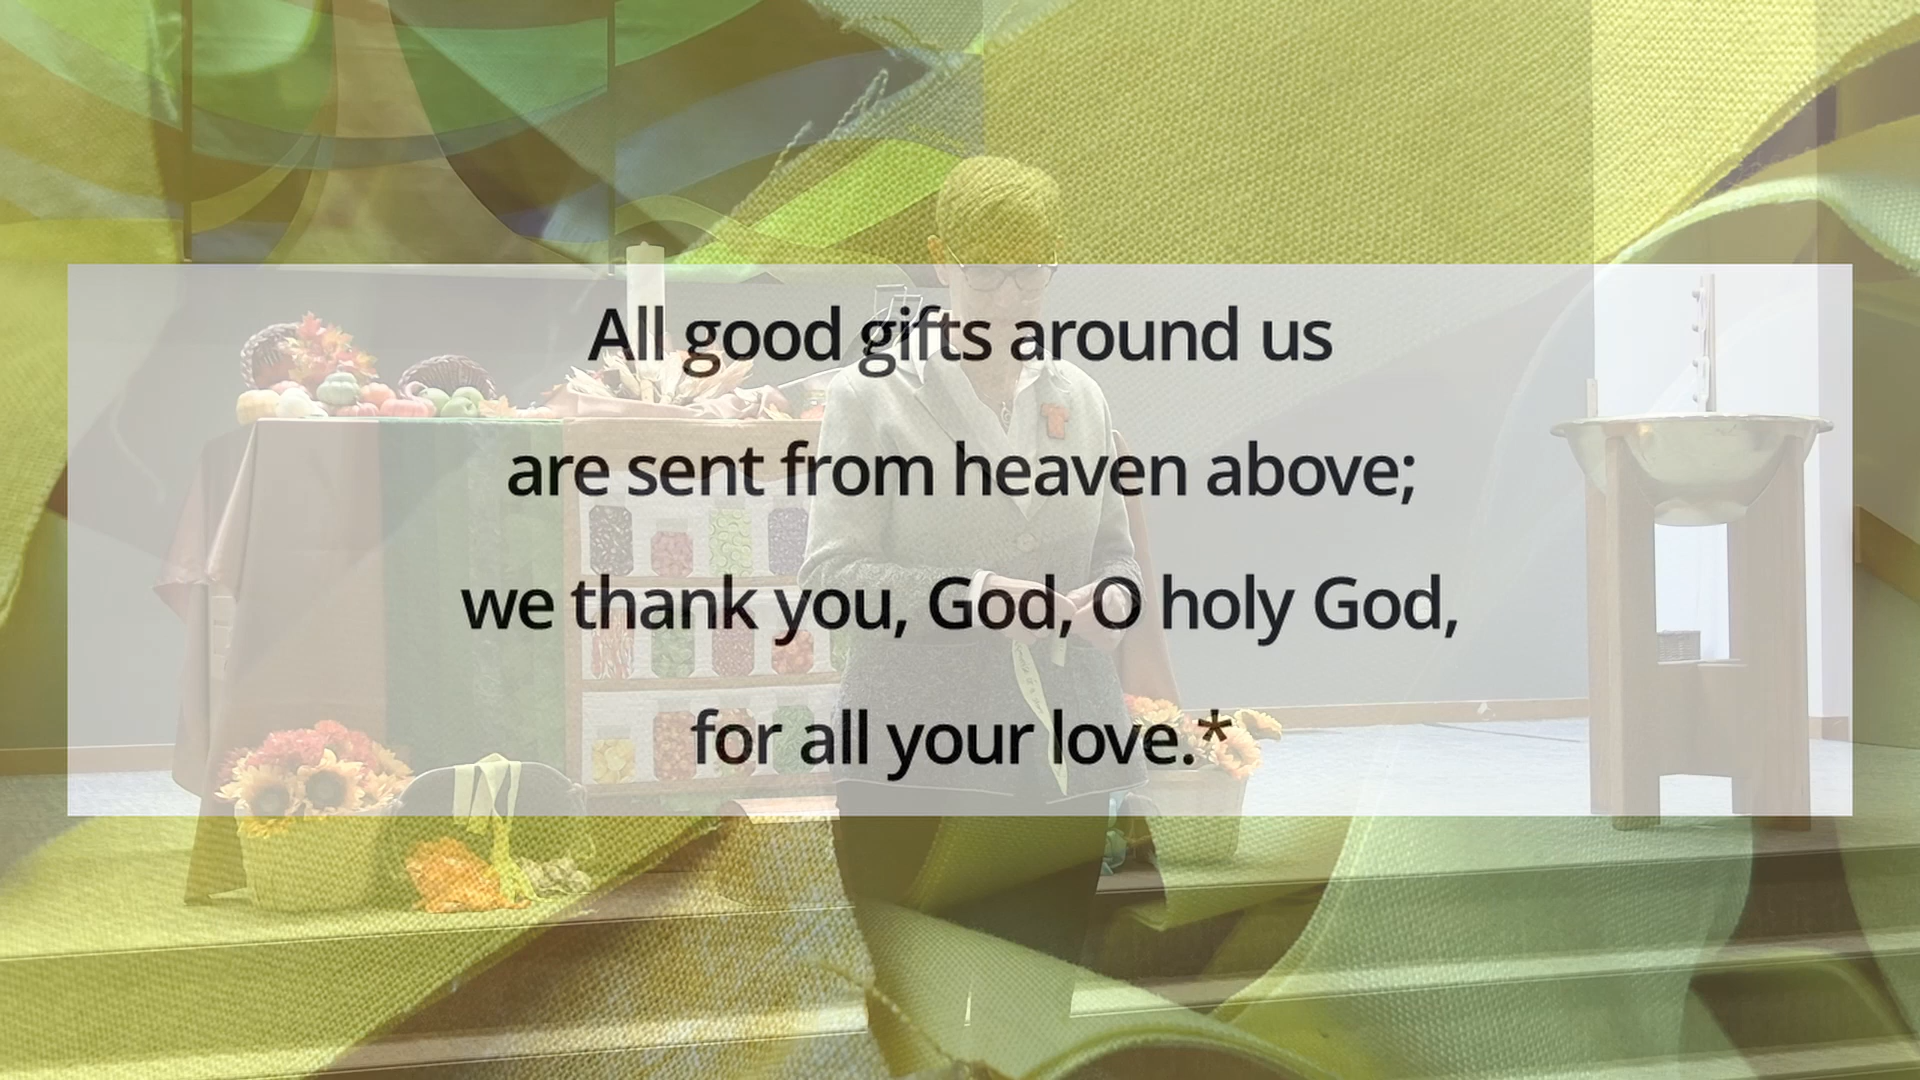 All good gifts around us
are sent from heaven above;
we thank you, God, O holy God,
for all your love.*